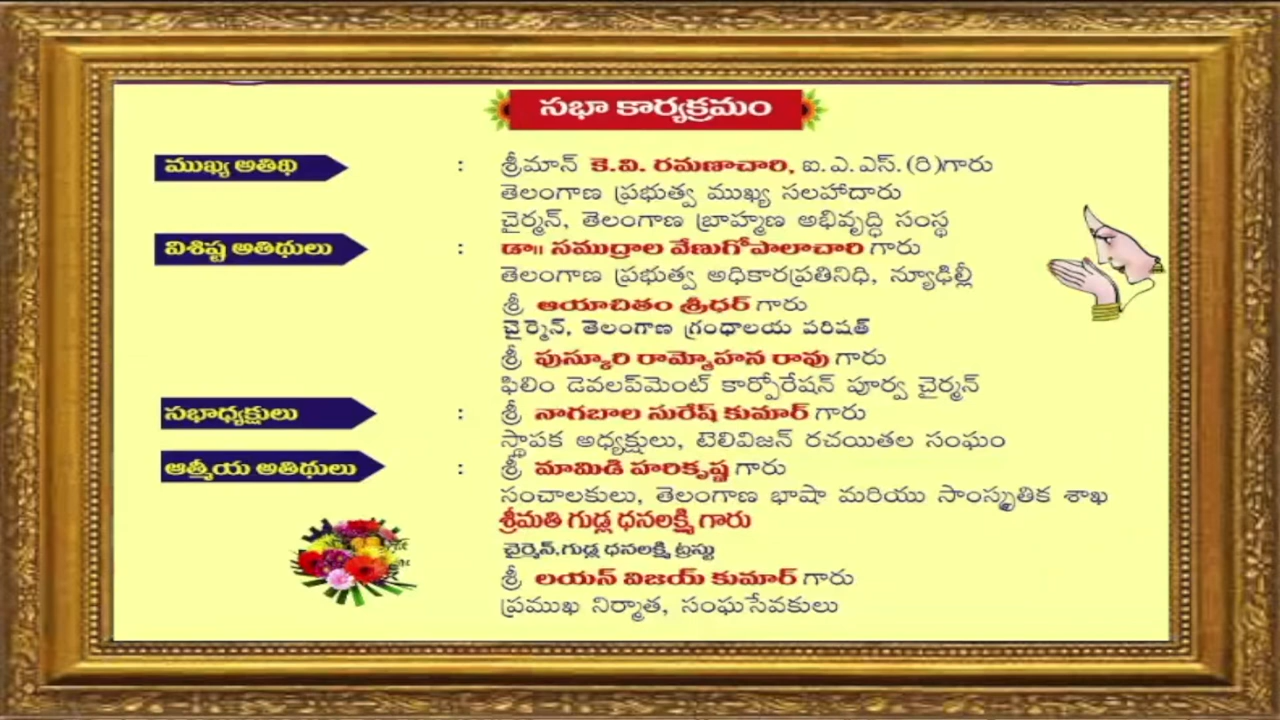 సభా కార్యక్రమం
ముఖ్య అతిథి : శ్రీమాన్ కె.వి. రమణాచారి, ఐ.ఎ.ఎస్.(రి)గారు
తెలంగాణ ప్రభుత్వ ముఖ్య సలహాదారు
చైర్మన్, తెలంగాణ బ్రాహ్మణ అభివృద్ధి సంస్థ
విశిష్ట అతిథులు : డా॥ సముద్రాల వేణుగోపాలాచారి గారు
తెలంగాణ ప్రభుత్వ అధికారప్రతినిధి, న్యూఢిల్లీ
శ్రీ ఆయాచితం శ్రీధర్ గారు
చైర్మెన్, తెలంగాణ గ్రంథాలయ పరిషత్
శ్రీ పుస్కూరి రామ్మోహన రావు గారు
ఫిలిం డెవలప్‌మెంట్ కార్పోరేషన్ పూర్వ చైర్మన్
సభాధ్యక్షులు : శ్రీ నాగబాల సురేష్ కుమార్ గారు
స్థాపక అధ్యక్షులు, టెలివిజన్ రచయితల సంఘం
ఆత్మీయ అతిథులు : శ్రీ మామిడి హరికృష్ణ గారు
సంచాలకులు, తెలంగాణ భాషా మరియు సాంస్కృతిక శాఖ
శ్రీమతి గుడ్ల ధనలక్ష్మి గారు
చైర్మెన్.గుడ్ల ధనలక్ష్మి ట్రస్టు
శ్రీ లయన్ విజయ్ కుమార్ గారు
ప్రముఖ నిర్మాత, సంఘసేవకులు